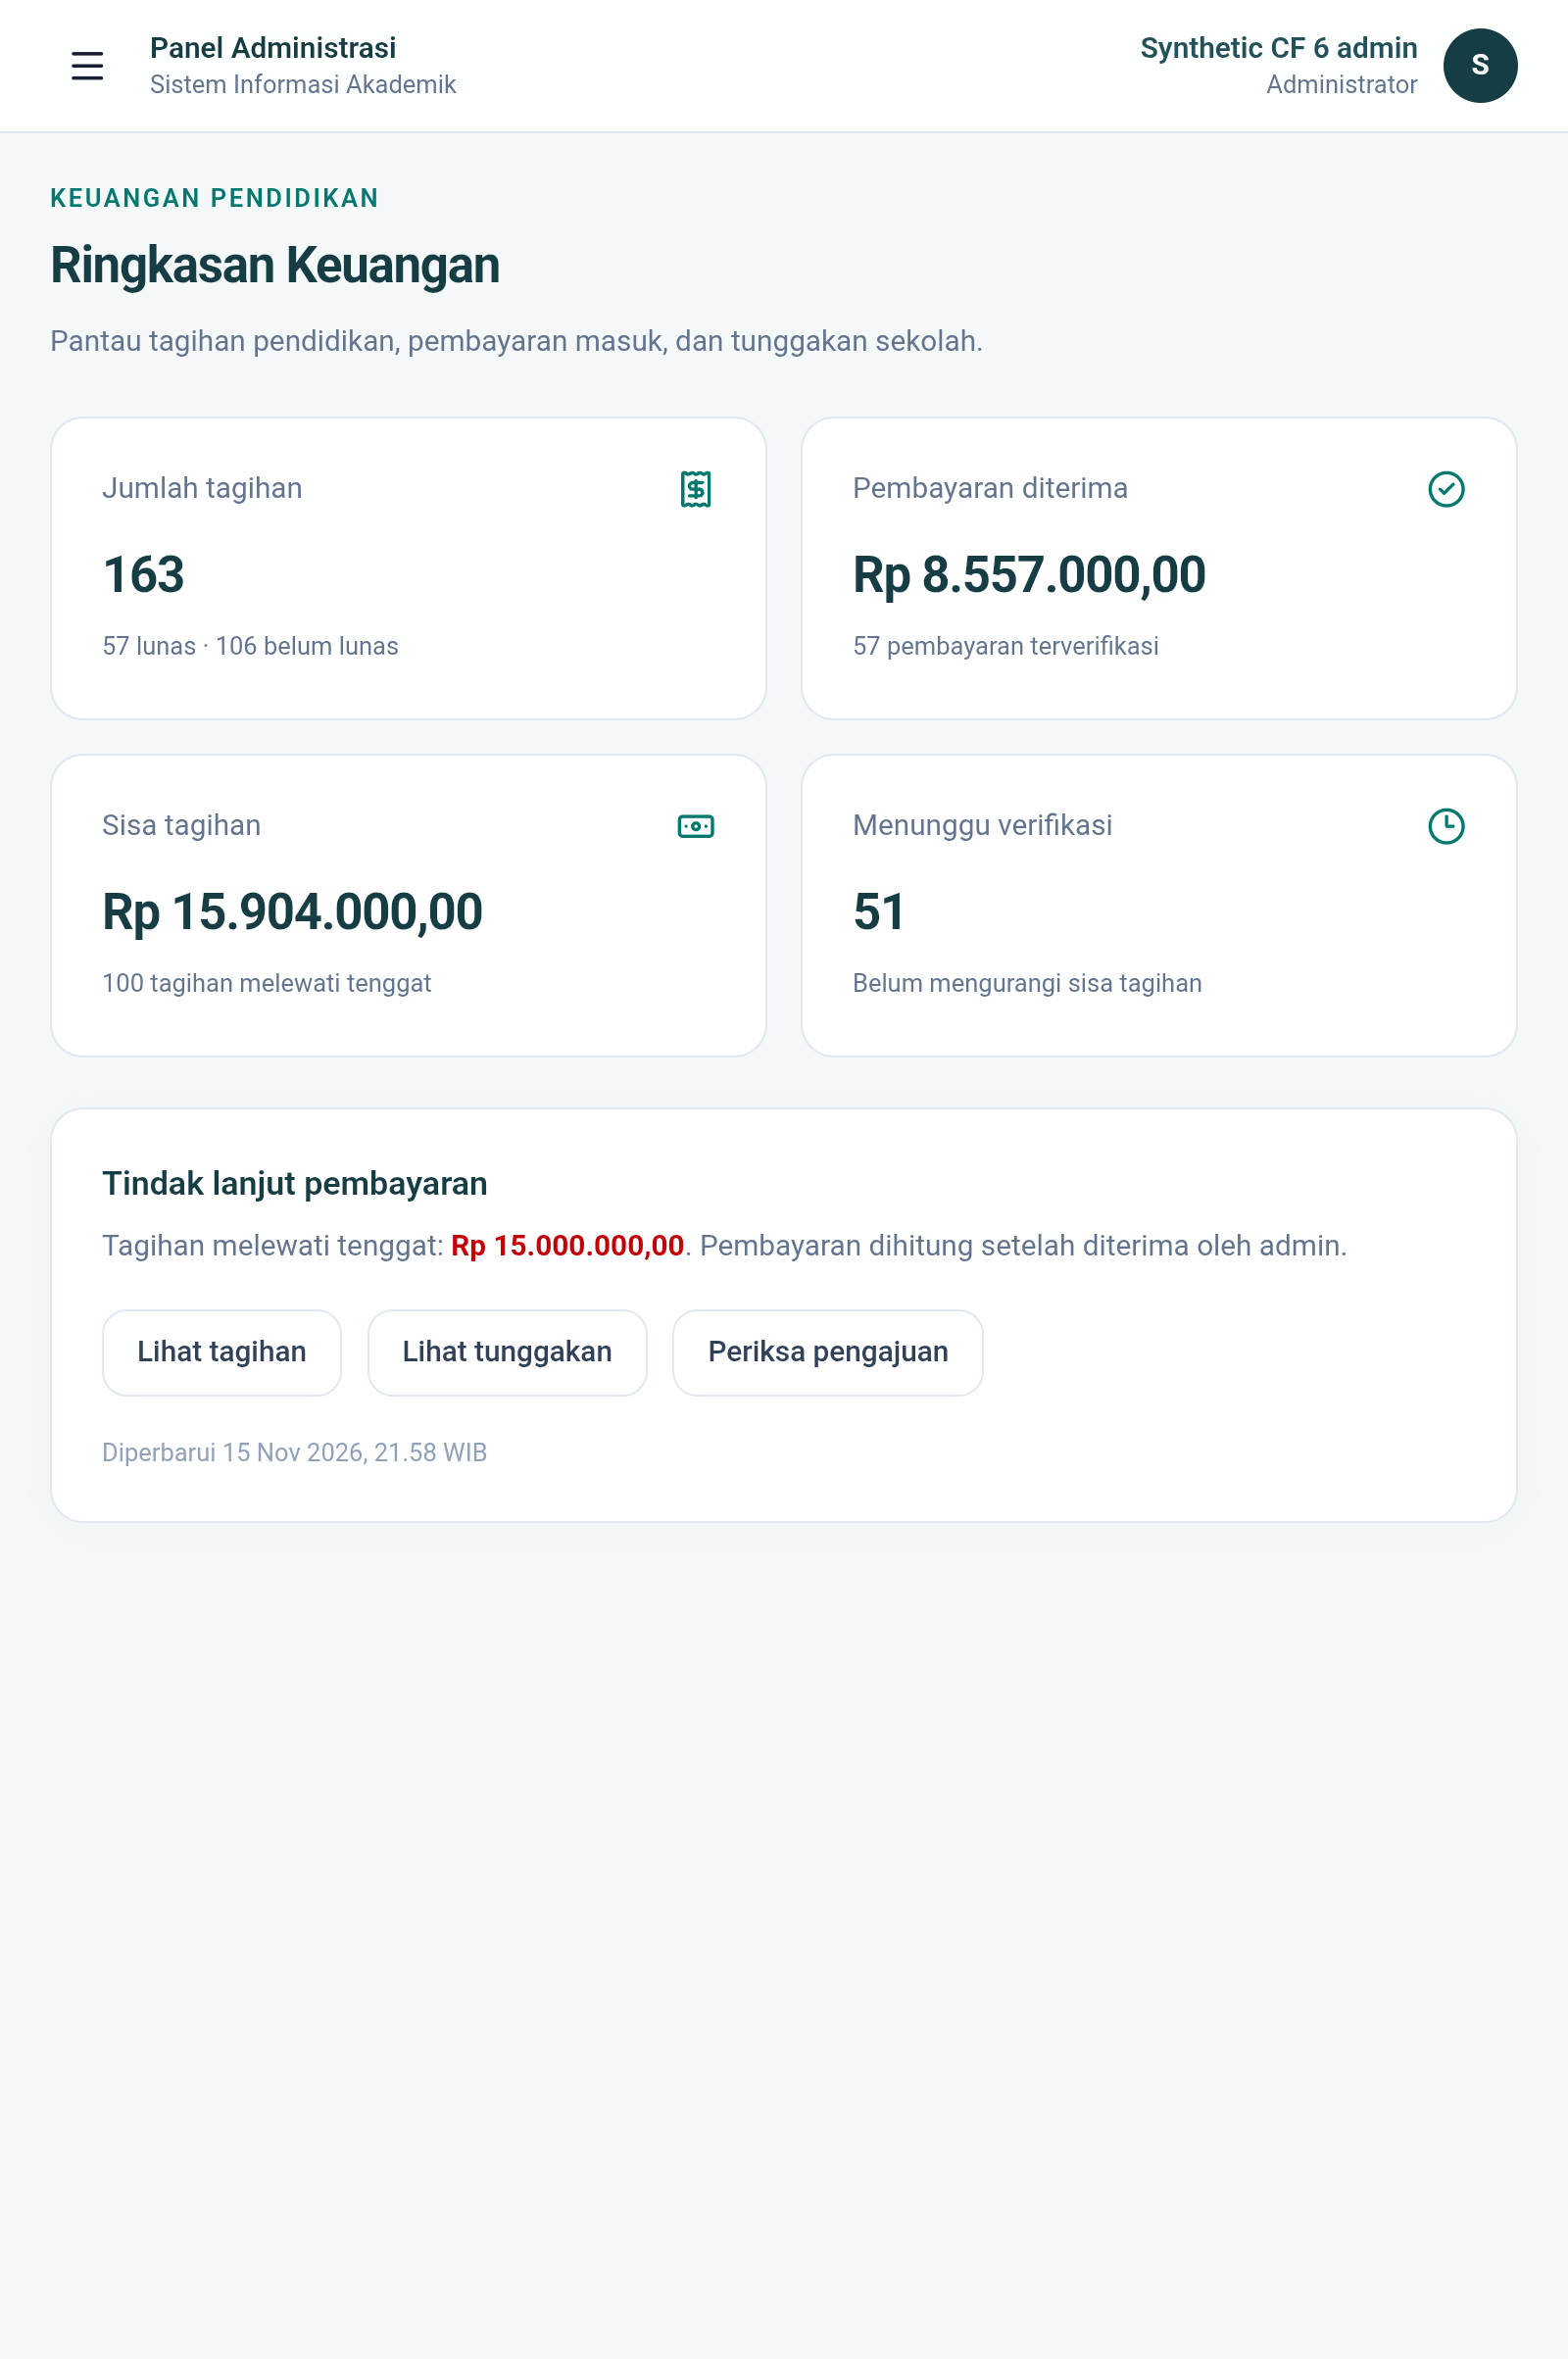 Panel Administrasi
Sistem Informasi Akademik
Synthetic CF 6 admin
Administrator
S
KEUANGAN PENDIDIKAN
Ringkasan Keuangan
Pantau tagihan pendidikan, pembayaran masuk, dan tunggakan sekolah.
Jumlah tagihan
163
57 lunas · 106 belum lunas
Pembayaran diterima
Rp 8.557.000,00
57 pembayaran terverifikasi
Sisa tagihan
Rp 15.904.000,00
100 tagihan melewati tenggat
Menunggu verifikasi
51
Belum mengurangi sisa tagihan
Tindak lanjut pembayaran
Tagihan melewati tenggat: Rp 15.000.000,00. Pembayaran dihitung setelah diterima oleh admin.
Lihat tagihan
Lihat tunggakan
Periksa pengajuan
Diperbarui 15 Nov 2026, 21.58 WIB